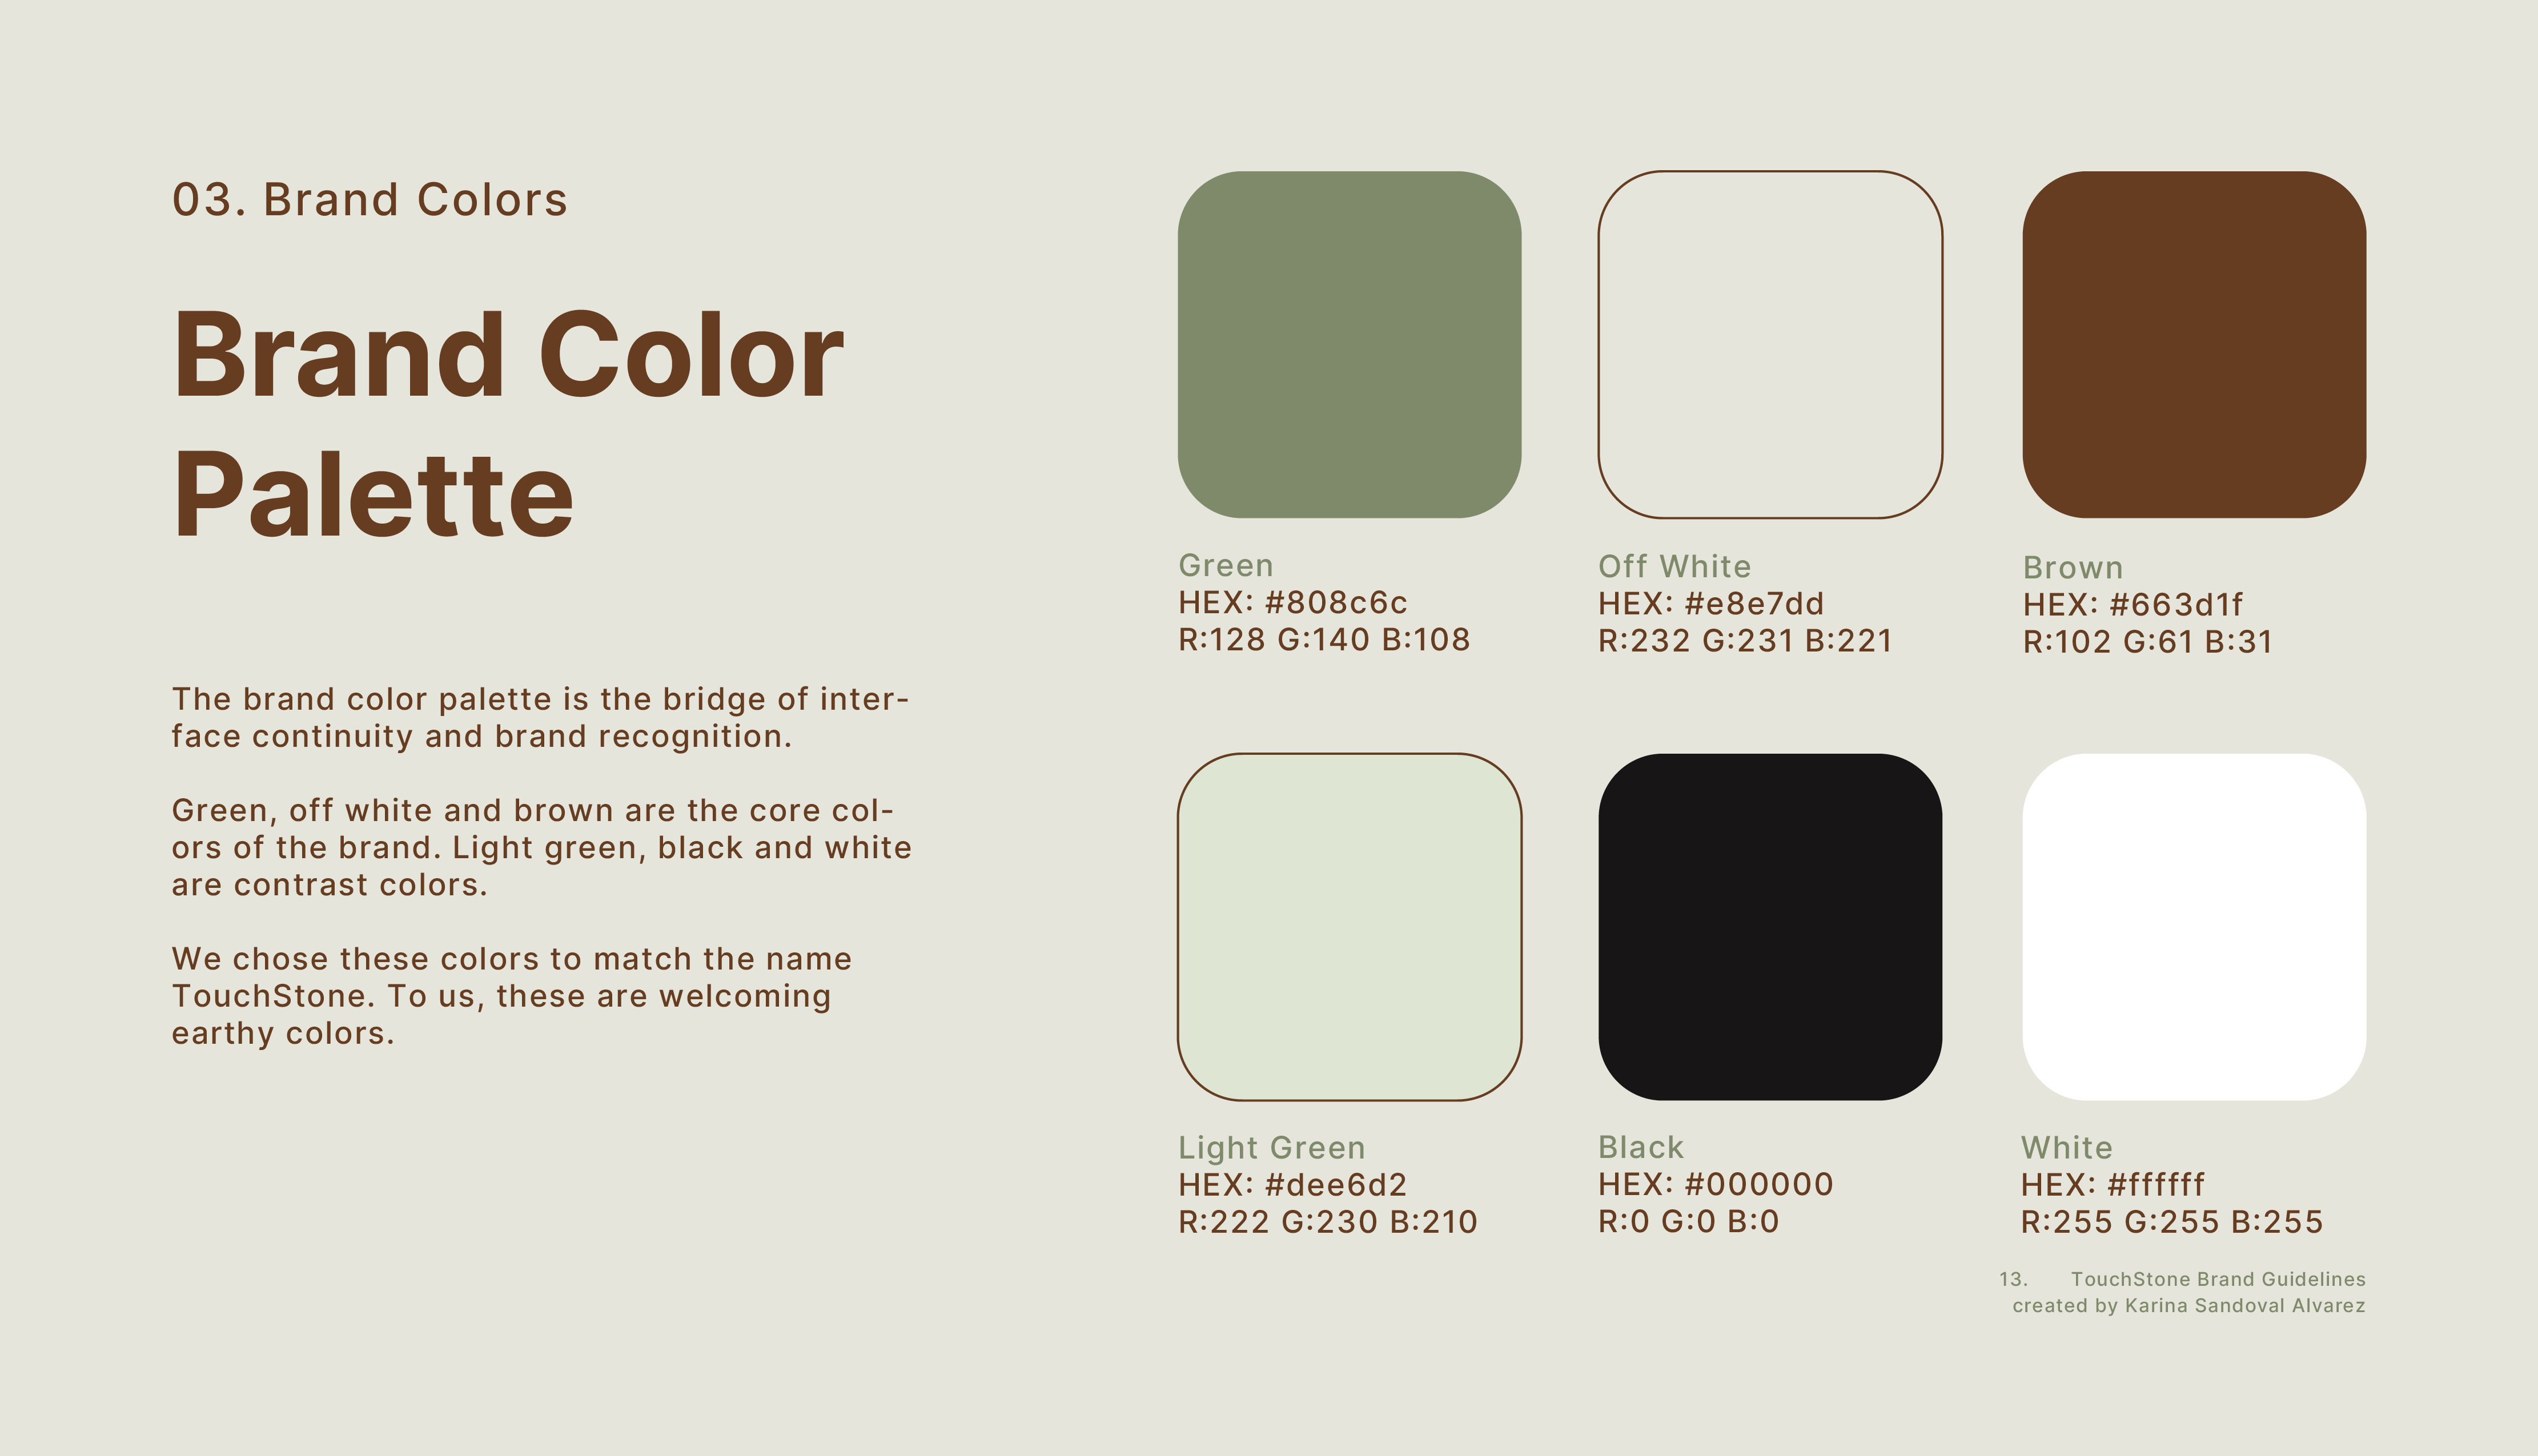 03. Brand Colors
Brand Color
Palette
The brand color palette is the bridge of inter-
face continuity and brand recognition.
Green, off white and brown are the core col-
ors of the brand. Light green, black and white
are contrast colors.
We chose these colors to match the name
TouchStone. To us, these are welcoming
earthy colors.
Green
HEX: #808c6c
R:128 G:140 B:108
Off White
HEX: #e8e7dd
R:232 G:231 B:221
Brown
HEX: #663d1f
R:102 G:61 B:31
Light Green
HEX: #dee6d2
R:222 G:230 B:210
Black
HEX: #000000
R:0 G:0 B:0
White
HEX: #ffffff
R:255 G:255 B:255
13. TouchStone Brand Guidelines
created by Karina Sandoval Alvarez